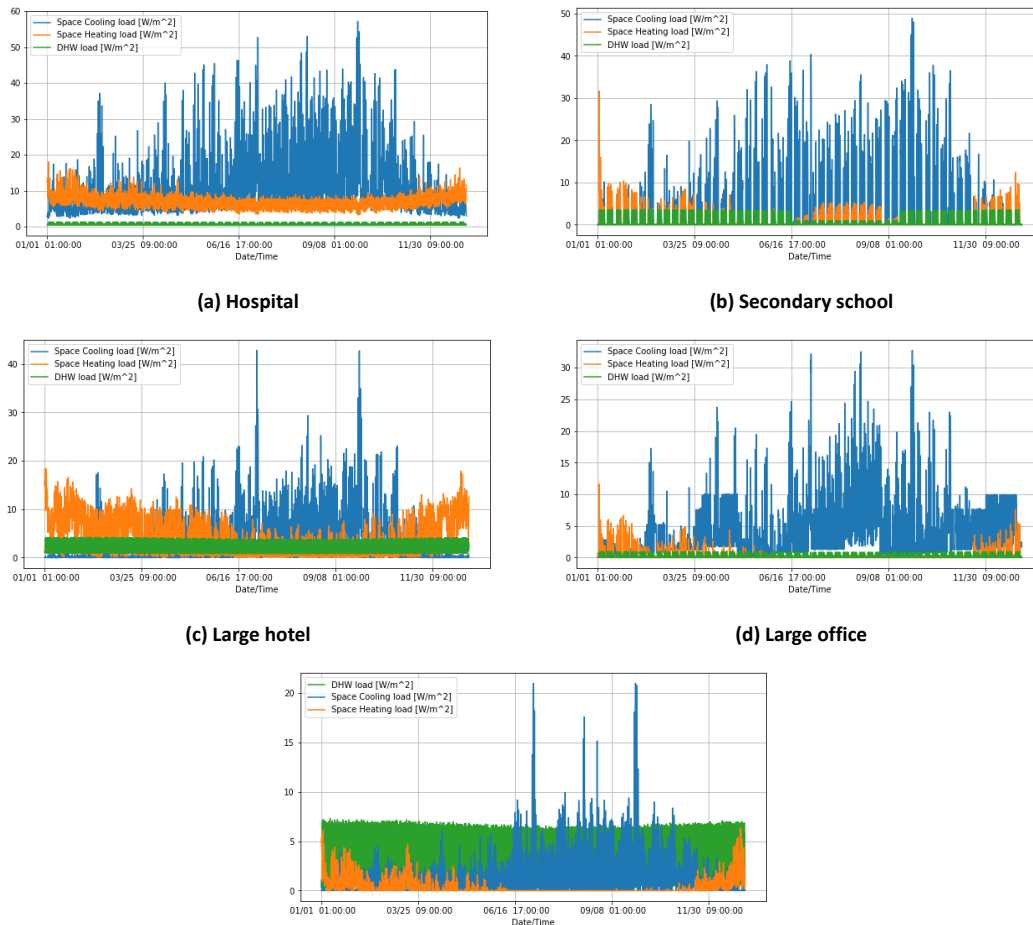 60
50
40
30
20
10
0
Space Cooling load [W/m^2]
Space Heating load [W/m^2]
DHW load [W/m^2]
01/01 01:00:00 03/25 09:00:00 06/16 17:00:00 09/08 01:00:00 11/30 09:00:00
Date/Time
(a) Hospital
50
40
30
20
10
0
Space Cooling load [W/m^2]
Space Heating load [W/m^2]
DHW load [W/m^2]
01/01 01:00:00 03/25 09:00:00 06/16 17:00:00 09/08 01:00:00 11/30 09:00:00
Date/Time
(b) Secondary school
40
30
20
10
0
Space Cooling load [W/m^2]
Space Heating load [W/m^2]
DHW load [W/m^2]
01/01 01:00:00 03/25 09:00:00 06/16 17:00:00 09/08 01:00:00 11/30 09:00:00
Date/Time
(c) Large hotel
30
25
20
15
10
5
0
Space Cooling load [W/m^2]
Space Heating load [W/m^2]
DHW load [W/m^2]
01/01 01:00:00 03/25 09:00:00 06/16 17:00:00 09/08 01:00:00 11/30 09:00:00
Date/Time
(d) Large office
20
15
10
5
0
DHW load [W/m^2]
Space Cooling load [W/m^2]
Space Heating load [W/m^2]
01/01 01:00:00 03/25 09:00:00 06/16 17:00:00 09/08 01:00:00 11/30 09:00:00
Date/Time